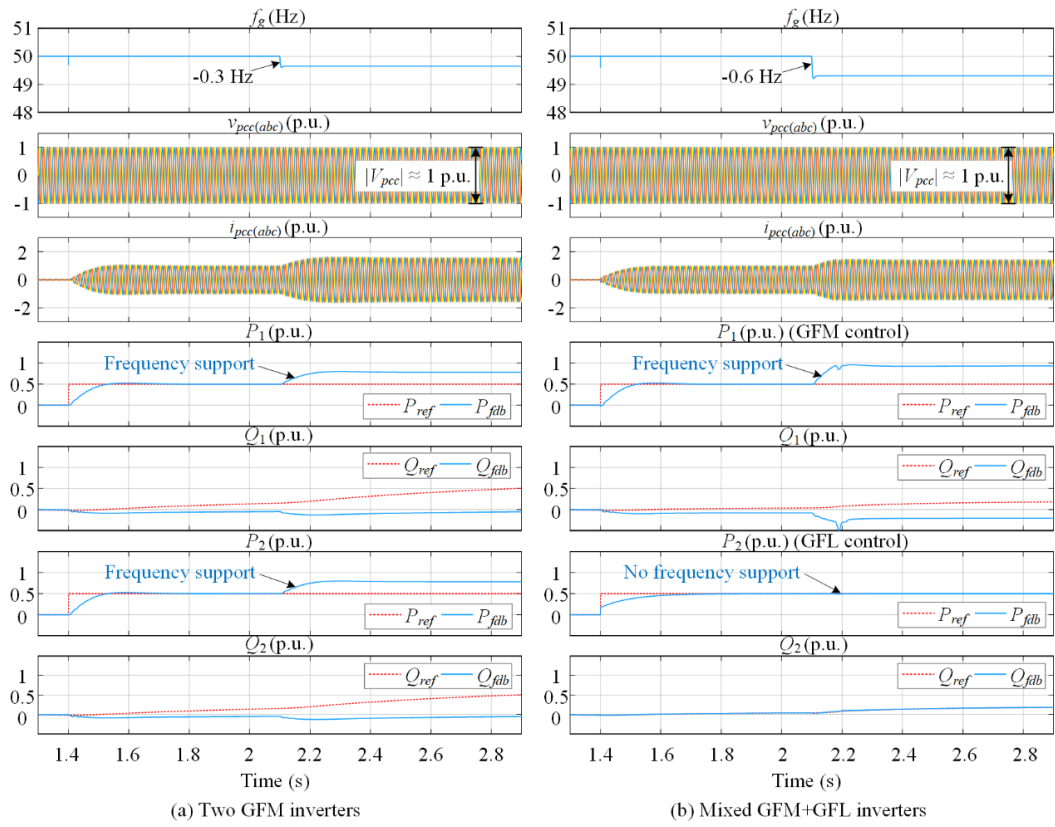 f_g (Hz)
51
50
49
48
-0.3 Hz
v_pcc(abc) (p.u.)
1
0
-1
|V_pcc| ≈ 1 p.u.
i_pcc(abc) (p.u.)
2
0
-2
P_1 (p.u.)
1
0.5
0
Frequency support
P_ref P_fdb
Q_1 (p.u.)
1
0.5
0
Q_ref Q_fdb
P_2 (p.u.)
1
0.5
0
Frequency support
P_ref P_fdb
Q_2 (p.u.)
1
0.5
0
Q_ref Q_fdb
1.4 1.6 1.8 2 2.2 2.4 2.6 2.8
Time (s)
(a) Two GFM inverters
f_g (Hz)
51
50
49
48
-0.6 Hz
v_pcc(abc) (p.u.)
1
0
-1
|V_pcc| ≈ 1 p.u.
i_pcc(abc) (p.u.)
2
0
-2
P_1 (p.u.) (GFM control)
1
0.5
0
Frequency support
P_ref P_fdb
Q_1 (p.u.)
1
0.5
0
Q_ref Q_fdb
P_2 (p.u.) (GFL control)
1
0.5
0
No frequency support
P_ref P_fdb
Q_2 (p.u.)
1
0.5
0
Q_ref Q_fdb
1.4 1.6 1.8 2 2.2 2.4 2.6 2.8
Time (s)
(b) Mixed GFM+GFL inverters